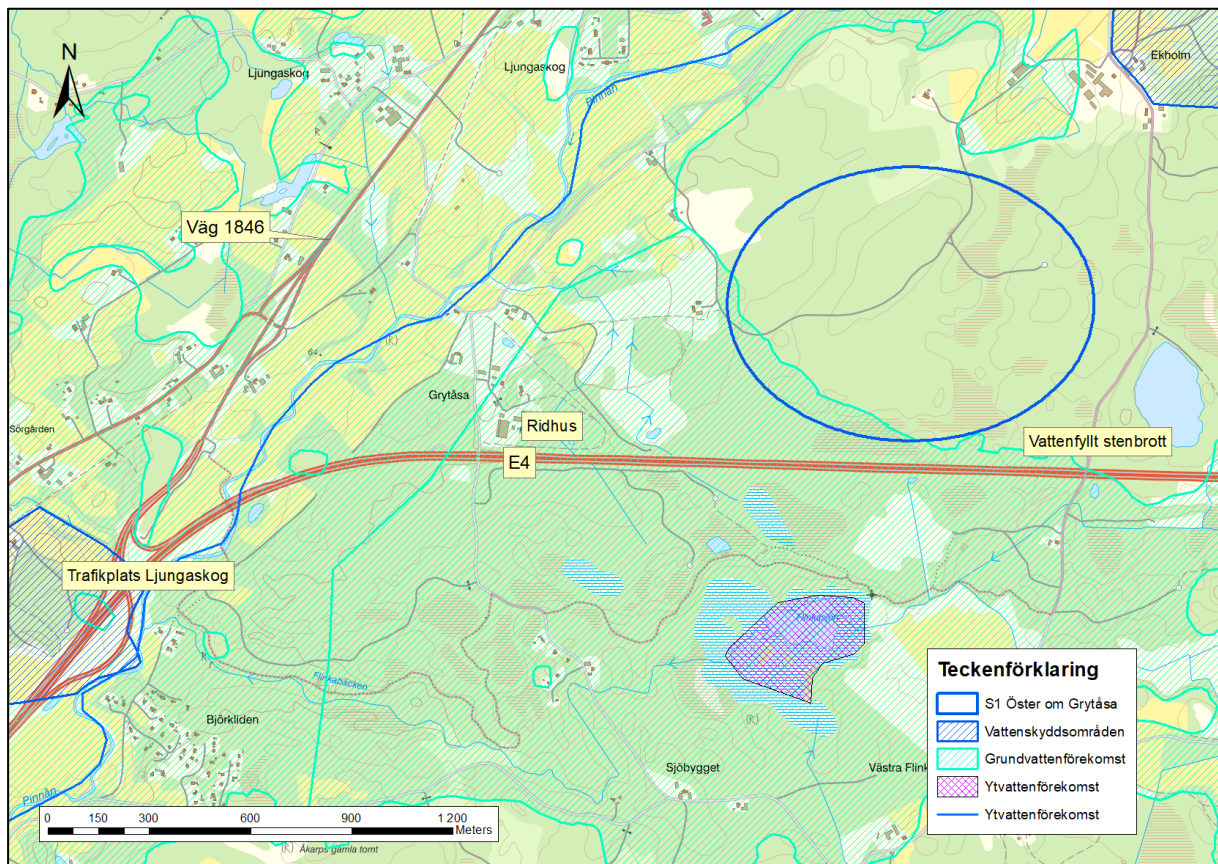 N
Ljungaskog
Ljungaskog
Pinnån
Ekholm
R
Väg 1846
64
(R)
Grytåsa
Sörgården
Ridhus
E4
Vattenfyllt stenbrott
Trafikplats Ljungaskog
Flinkasjön
R
Flinkabäcken
Björkliden
(R)
Sjöbygget
Västra Flink
Pinnån
Teckenförklaring
S1 Öster om Grytåsa
Vattenskyddsområden
Grundvattenförekomst
Ytvattenförekomst
Ytvattenförekomst
0 150 300 600 900 1 200
Meters
(R) Åkarps gamla tomt